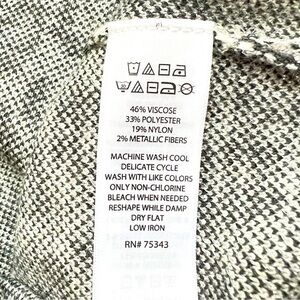 46% VISCOSE
33% POLYESTER
19% NYLON
2% METALLIC FIBERS
MACHINE WASH COOL
DELICATE CYCLE
WASH WITH LIKE COLORS
ONLY NON-CHLORINE
BLEACH WHEN NEEDED
RESHAPE WHILE DAMP
DRY FLAT
LOW IRON
RN# 75343